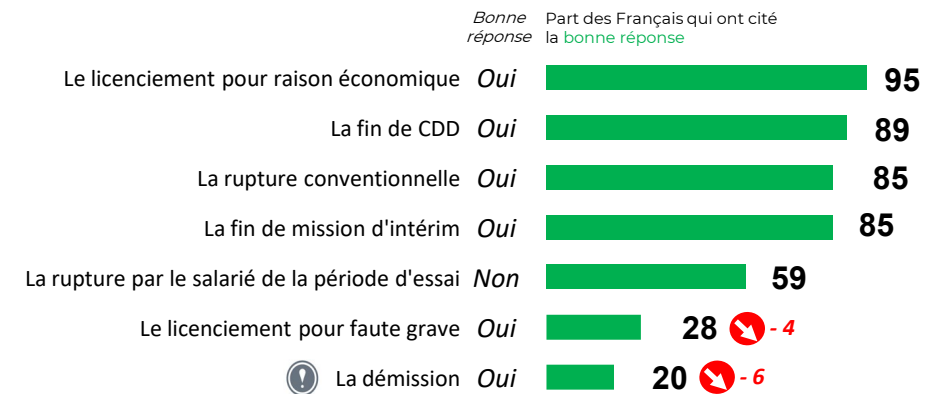 Bonne réponse
Part des Français qui ont cité la bonne réponse
Le licenciement pour raison économique Oui 95
La fin de CDD Oui 89
La rupture conventionnelle Oui 85
La fin de mission d'intérim Oui 85
La rupture par le salarié de la période d'essai Non 59
Le licenciement pour faute grave Oui 28 - 4
! La démission Oui 20 - 6